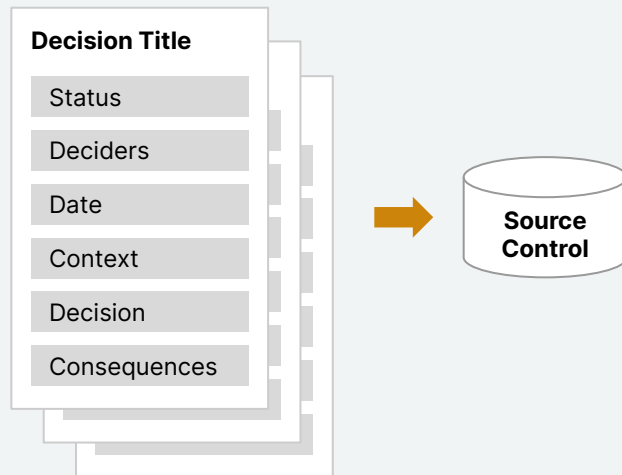 Decision Title
Status
Deciders
Date
Context
Decision
Consequences
Source
Control